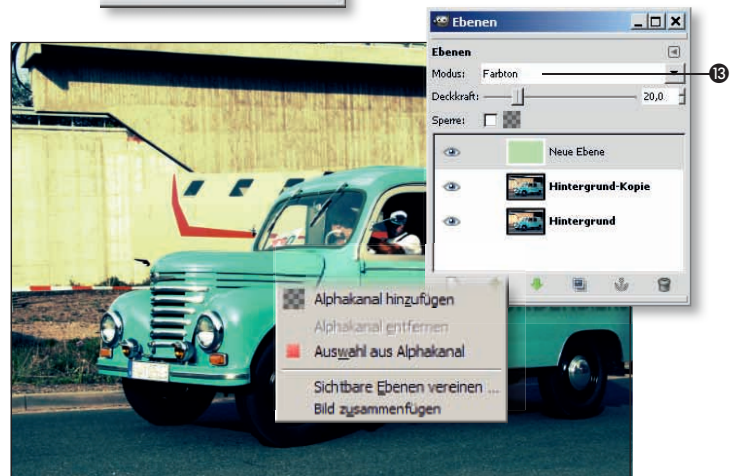 Ebenen
Ebenen
Modus: Farbton
⓭
Deckkraft: 20,0
Sperre:
Neue Ebene
Hintergrund-Kopie
Hintergrund
Alphakanal hinzufügen
Alphakanal entfernen
Auswahl aus Alphakanal
Sichtbare Ebenen vereinen ...
Bild zusammenfügen